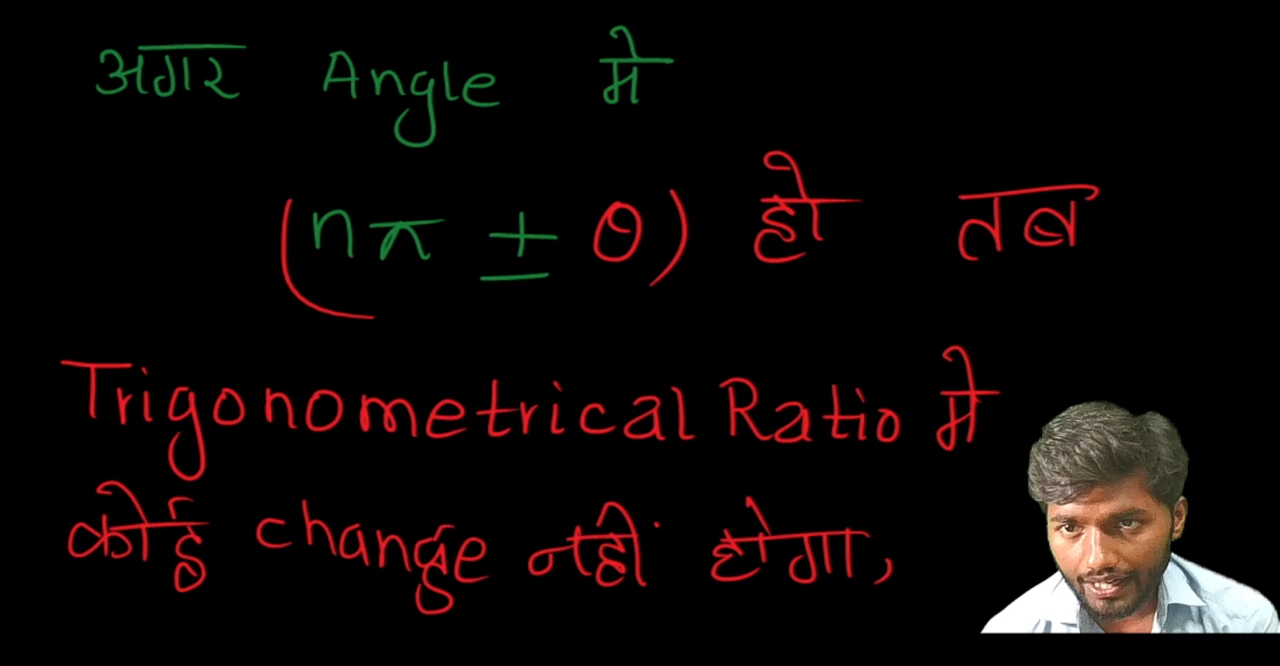 अगर Angle मे
(nπ ± θ) हो तब
Trigonometrical Ratio मे
कोई change नही होगा,